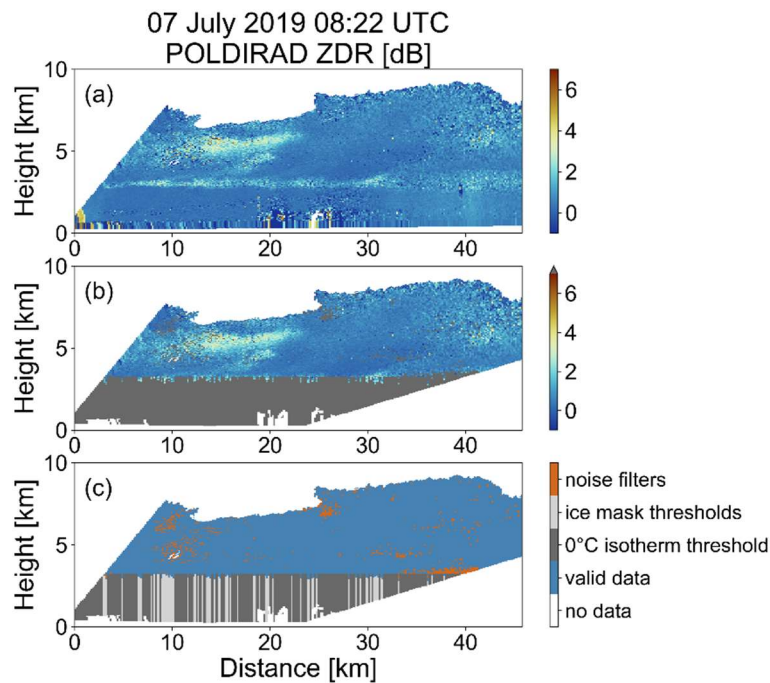 07 July 2019 08:22 UTC
POLDIRAD ZDR [dB]
(a)
Height [km]
10
5
0
0 10 20 30 40
6
4
2
0
(b)
Height [km]
10
5
0
0 10 20 30 40
6
4
2
0
(c)
Height [km]
10
5
0
0 10 20 30 40
Distance [km]
noise filters
ice mask thresholds
0°C isotherm threshold
valid data
no data